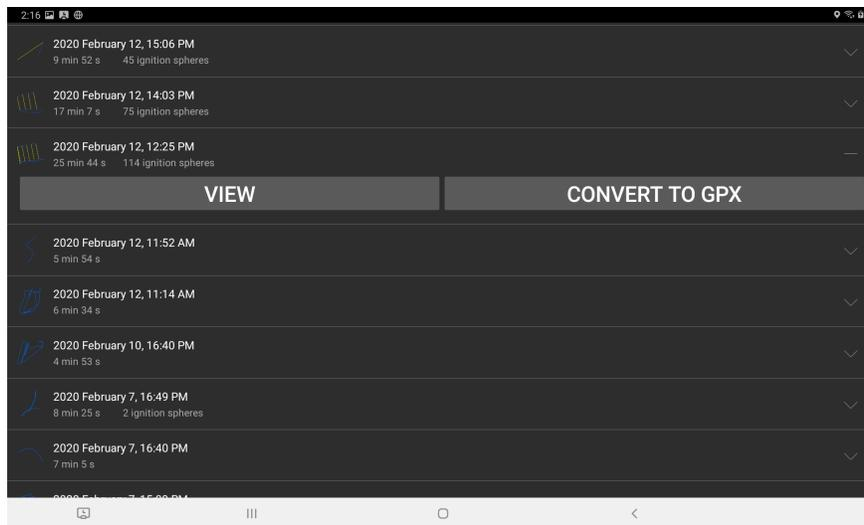 2:16
2020 February 12, 15:06 PM
9 min 52 s 45 ignition spheres
2020 February 12, 14:03 PM
17 min 7 s 75 ignition spheres
2020 February 12, 12:25 PM
25 min 44 s 114 ignition spheres
VIEW CONVERT TO GPX
2020 February 12, 11:52 AM
5 min 54 s
2020 February 12, 11:14 AM
6 min 34 s
2020 February 10, 16:40 PM
4 min 53 s
2020 February 7, 16:49 PM
8 min 25 s 2 ignition spheres
2020 February 7, 16:40 PM
7 min 5 s
2020 February 7,